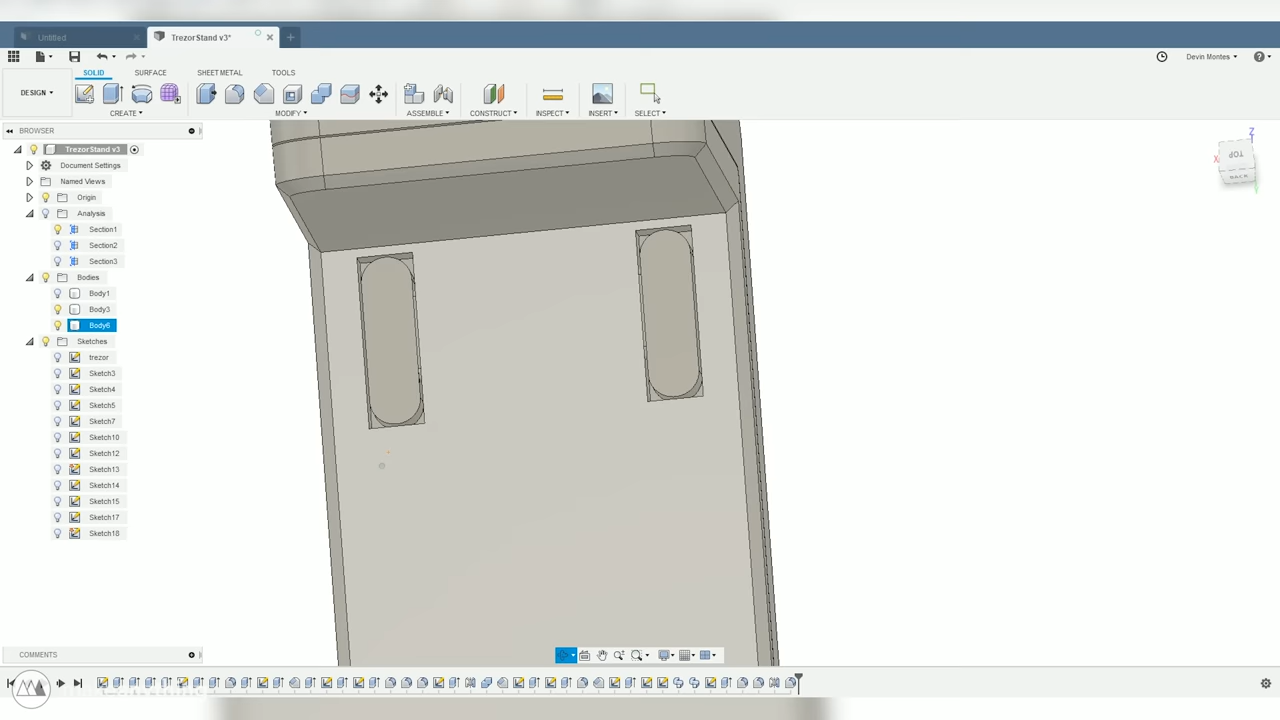 Untitled
TrezorStand v3*
Devin Montes
DESIGN
SOLID
SURFACE
SHEET METAL
TOOLS
CREATE
MODIFY
ASSEMBLE
CONSTRUCT
INSPECT
INSERT
SELECT
BROWSER
TrezorStand v3
Document Settings
Named Views
Origin
Analysis
Section1
Section2
Section3
Bodies
Body1
Body3
Body6
Sketches
trezor
Sketch3
Sketch4
Sketch5
Sketch7
Sketch10
Sketch12
Sketch13
Sketch14
Sketch15
Sketch17
Sketch18
Z
X
Y
TOP
BACK
COMMENTS